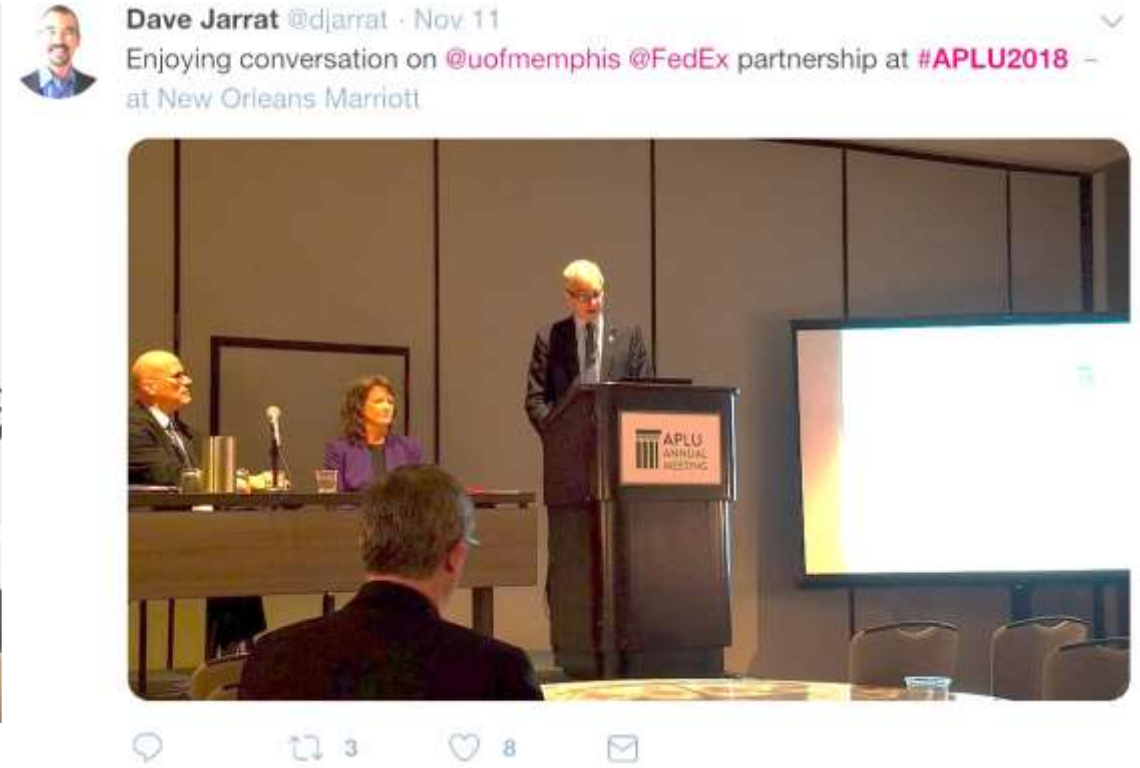 Dave Jarrat @djarrat · Nov 11
Enjoying conversation on @uofmemphis @FedEx partnership at #APLU2018 –
at New Orleans Marriott
APLU
ANNUAL
MEETING
3 8